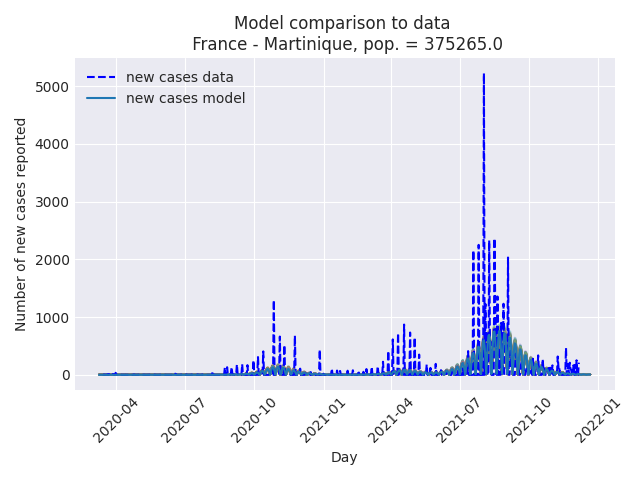 Model comparison to data
France - Martinique, pop. = 375265.0
new cases data
new cases model
Number of new cases reported
5000
4000
3000
2000
1000
0
2020-04
2020-07
2020-10
2021-01
2021-04
2021-07
2021-10
2022-01
Day